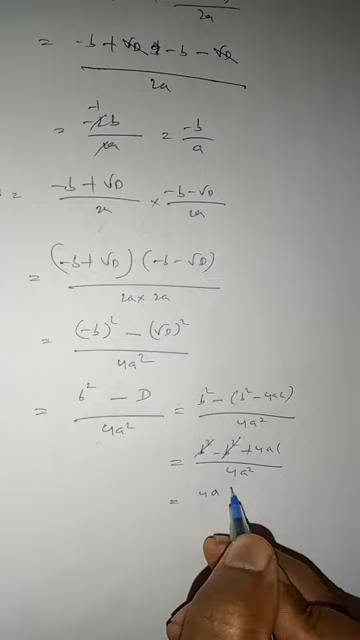 2a
= -b + √D + -b - √D / 2a
= -2b / 2a = -b / a
-1
= -b + √D / 2a × -b - √D / 2a
= (-b + √D) (-b - √D) / 2a × 2a
= (-b)² - (√D)² / 4a²
= b² - D / 4a² = b² - (b² - 4ac) / 4a²
= b² - b² + 4ac / 4a²
= 4a